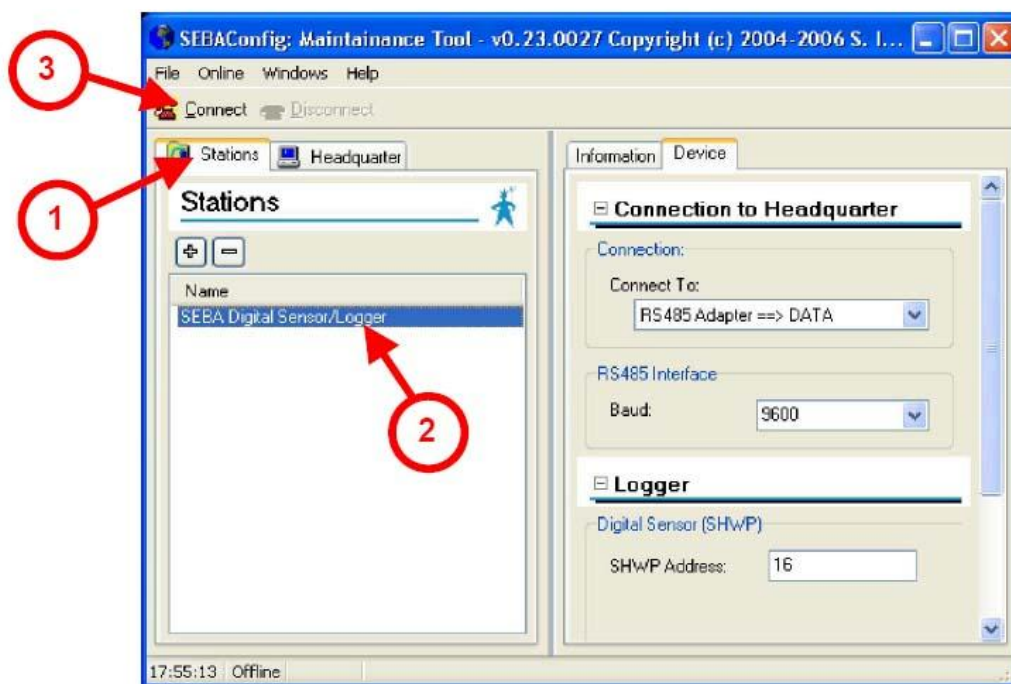 SEBAConfig: Maintainance Tool - v0.23.0027 Copyright (c) 2004-2006 S. I...
3
File Online Windows Help
Connect Disconnect
Stations Headquarter
Information Device
1
Stations
Connection to Headquarter
Connection:
Name
Connect To:
SEBA Digital Sensor/Logger
RS485 Adapter ==> DATA
RS485 Interface
2
Baud: 9600
Logger
Digital Sensor (SHWP)
SHWP Address: 16
17:55:13 Offline